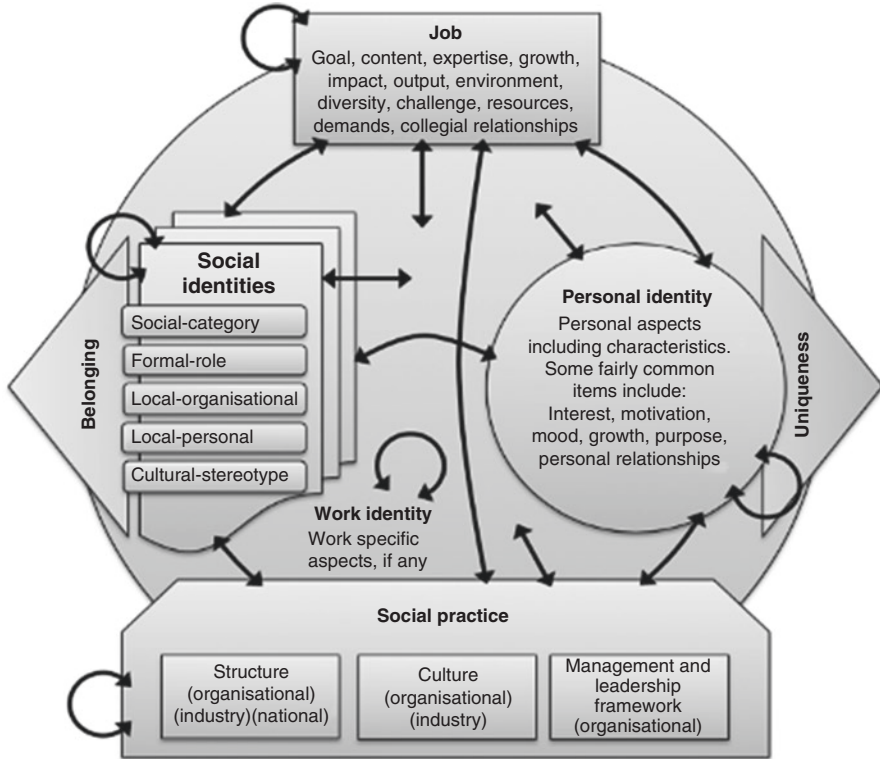 Job
Goal, content, expertise, growth,
impact, output, environment,
diversity, challenge, resources,
demands, collegial relationships
Belonging
Social
identities
Social-category
Formal-role
Local-organisational
Local-personal
Cultural-stereotype
Personal identity
Personal aspects
including characteristics.
Some fairly common
items include:
Interest, motivation,
mood, growth, purpose,
personal relationships
Uniqueness
Work identity
Work specific
aspects, if any
Social practice
Structure
(organisational)
(industry)(national)
Culture
(organisational)
(industry)
Management and
leadership
framework
(organisational)